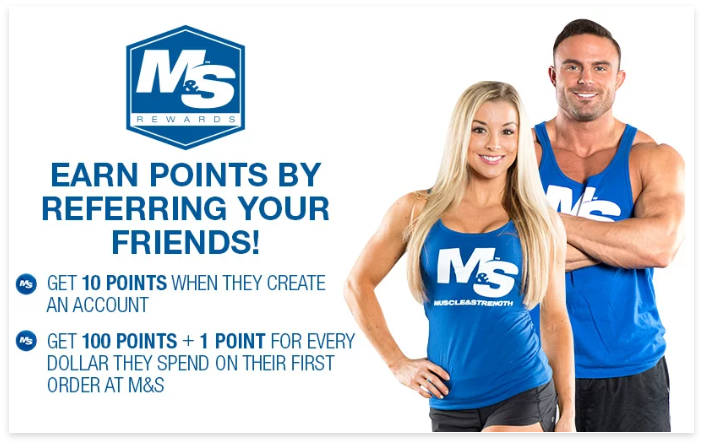 M&S
REWARDS
EARN POINTS BY
REFERRING YOUR
FRIENDS!
M&S GET 10 POINTS WHEN THEY CREATE
AN ACCOUNT
M&S GET 100 POINTS + 1 POINT FOR EVERY
DOLLAR THEY SPEND ON THEIR FIRST
ORDER AT M&S
M&S
MUSCLE&STRENGTH
M&S